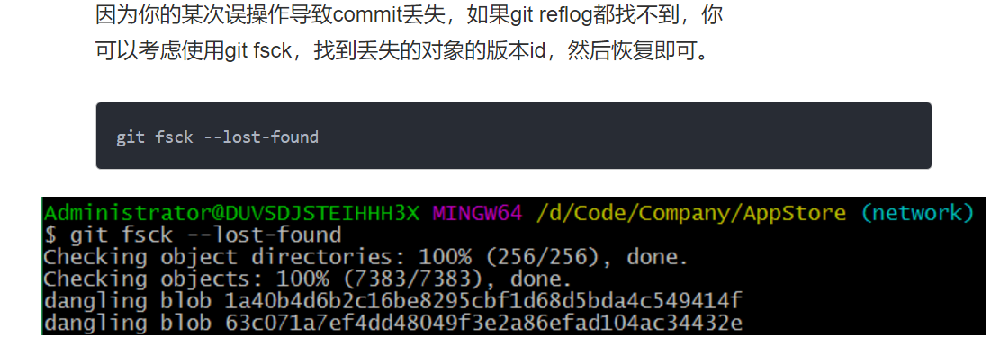 因为你的某次误操作导致commit丢失，如果git reflog都找不到，你
可以考虑使用git fsck，找到丢失的对象的版本id，然后恢复即可。
git fsck --lost-found
Administrator@DUVSDJSTEIHHH3X MINGW64 /d/Code/Company/AppStore (network)
$ git fsck --lost-found
Checking object directories: 100% (256/256), done.
Checking objects: 100% (7383/7383), done.
dangling blob 1a40b4d6b2c16be8295cbf1d68d5bda4c549414f
dangling blob 63c071a7ef4dd48049f3e2a86efad104ac34432e